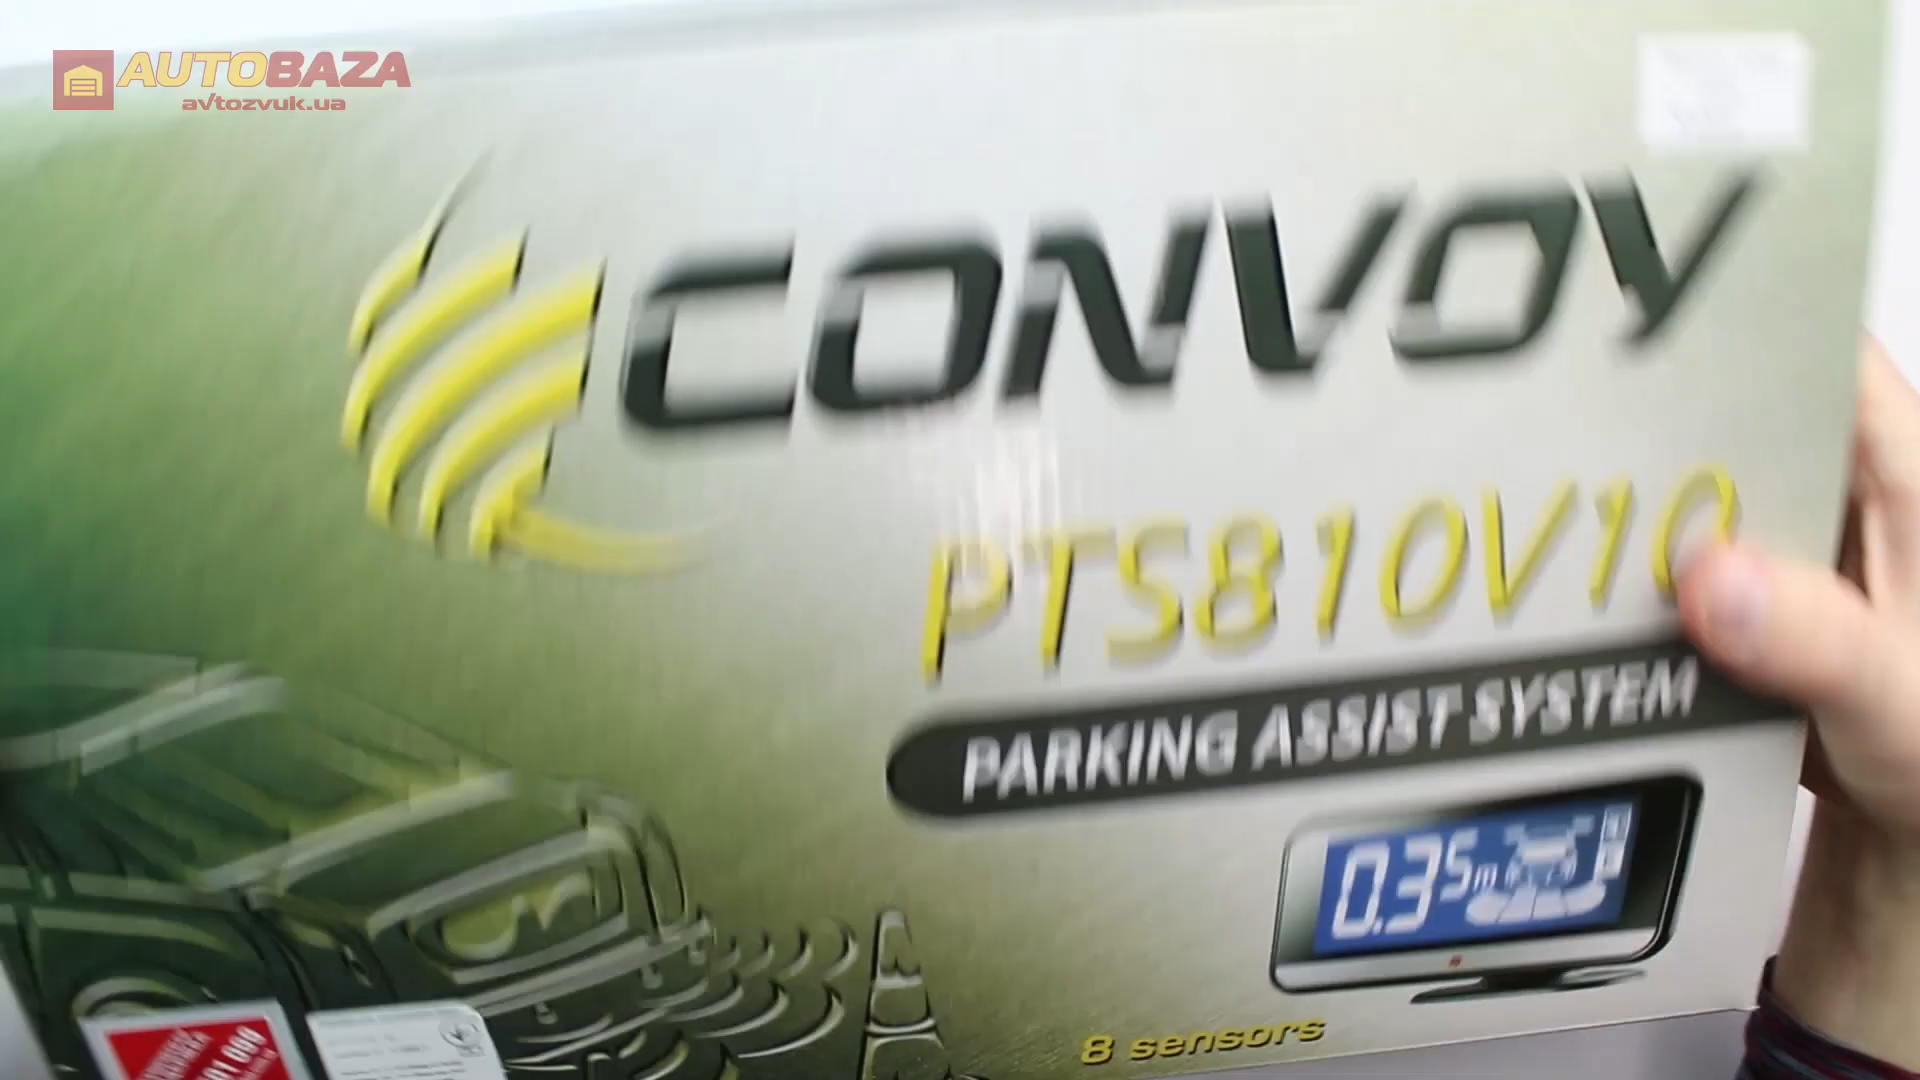 AUTOBAZA
avtozvuk.ua
CONVOY
PTS810V10
PARKING ASSIST SYSTEM
0.35m
8 sensors